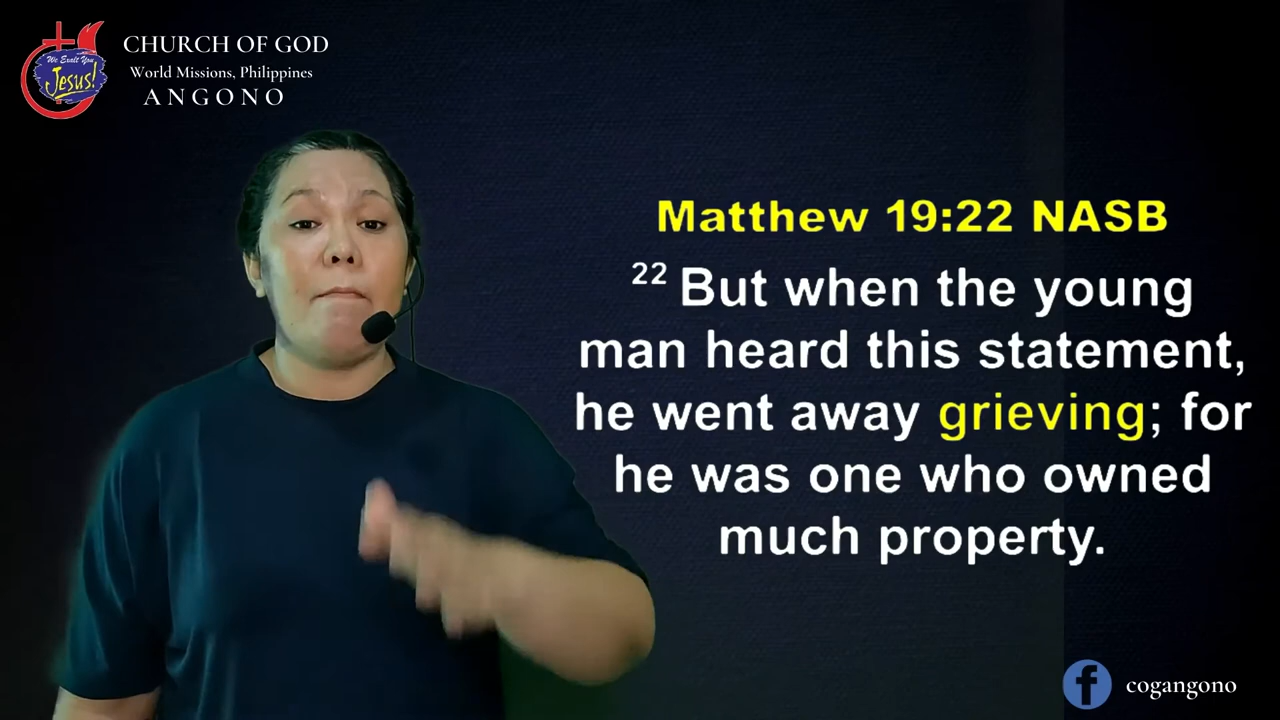 We Exalt You
Jesus!
CHURCH OF GOD
World Missions, Philippines
ANGONO
Matthew 19:22 NASB
22 But when the young
man heard this statement,
he went away grieving; for
he was one who owned
much property.
f cogangono